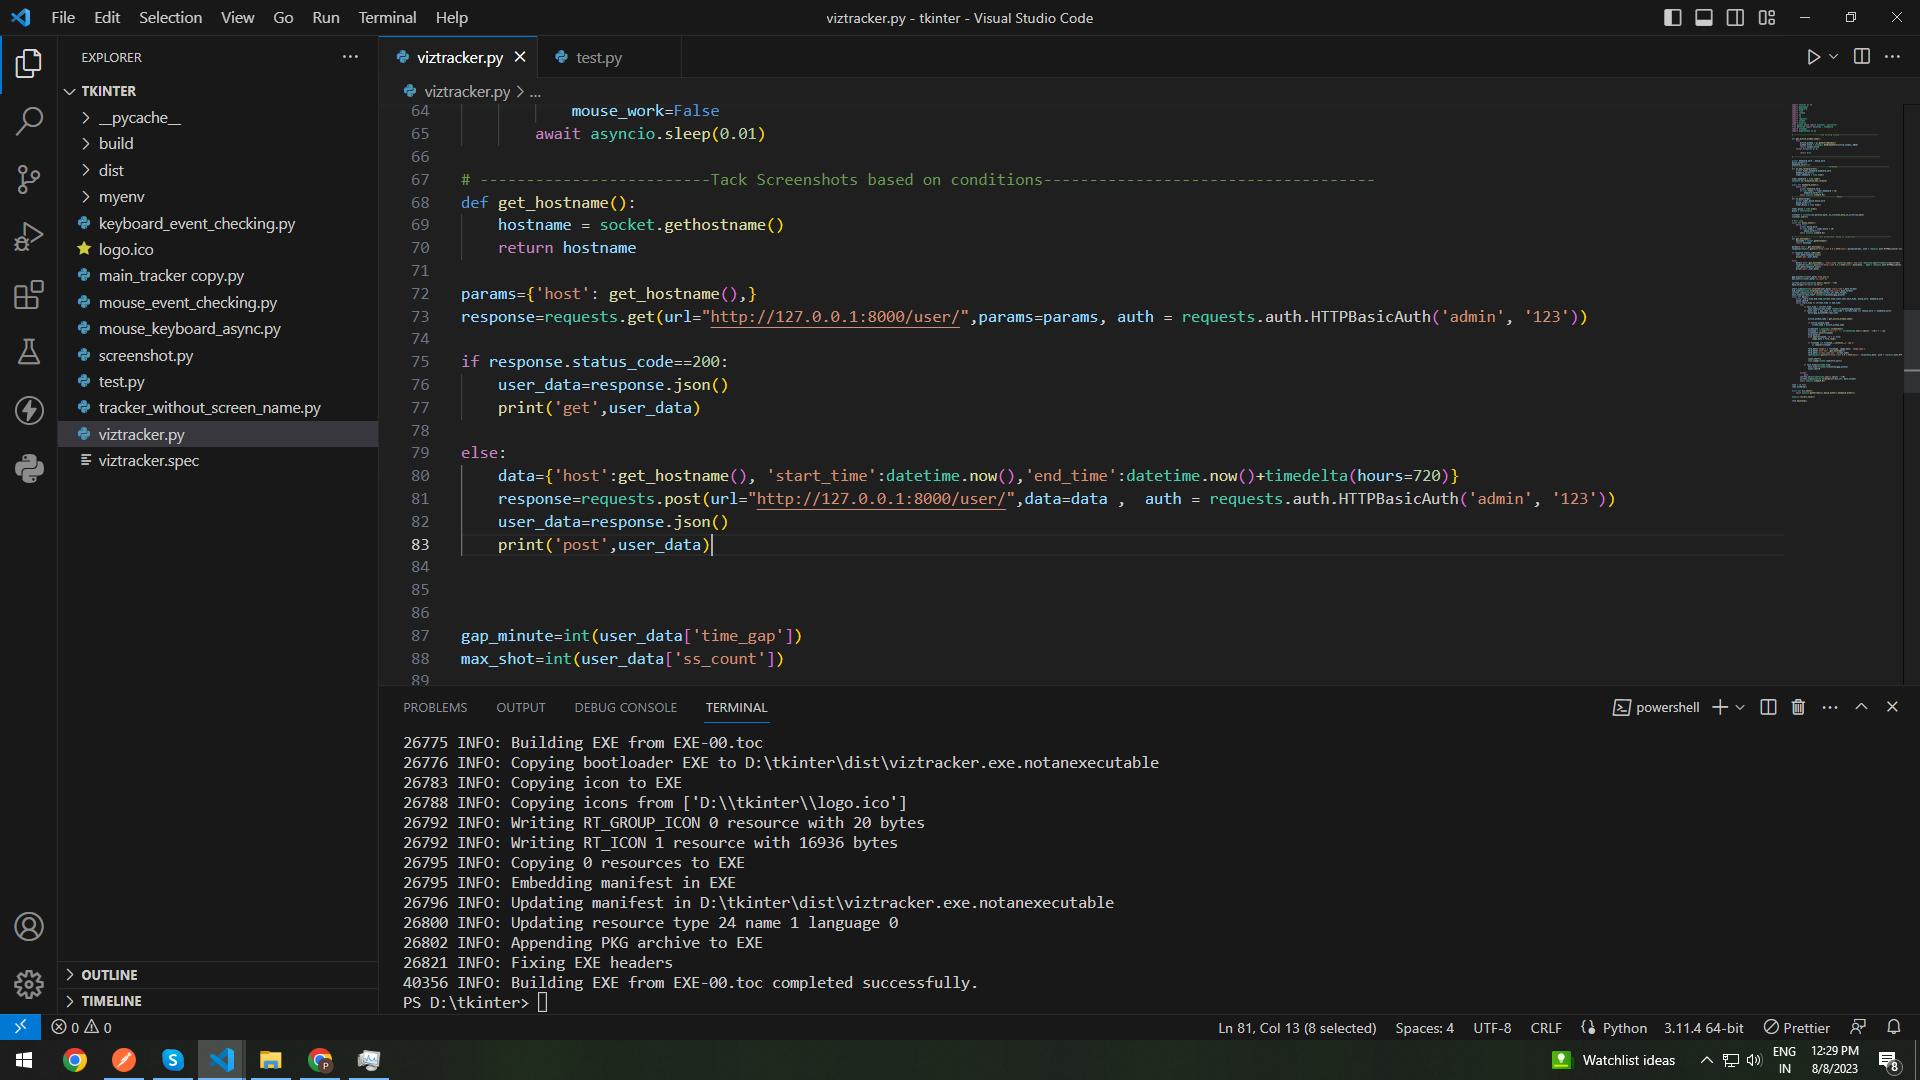 File Edit Selection View Go Run Terminal Help
viztracker.py - tkinter - Visual Studio Code
EXPLORER
TKINTER
__pycache__
build
dist
myenv
keyboard_event_checking.py
logo.ico
main_tracker copy.py
mouse_event_checking.py
mouse_keyboard_async.py
screenshot.py
test.py
tracker_without_screen_name.py
viztracker.py
viztracker.spec
OUTLINE
TIMELINE
viztracker.py
test.py
viztracker.py > ...
64 mouse_work=False
65 await asyncio.sleep(0.01)
66
67 # -------------------------Tack Screenshots based on conditions------------------------------------
68 def get_hostname():
69 hostname = socket.gethostname()
70 return hostname
71
72 params={'host': get_hostname(),}
73 response=requests.get(url="http://127.0.0.1:8000/user/",params=params, auth = requests.auth.HTTPBasicAuth('admin', '123'))
74
75 if response.status_code==200:
76 user_data=response.json()
77 print('get',user_data)
78
79 else:
80 data={'host':get_hostname(), 'start_time':datetime.now(),'end_time':datetime.now()+timedelta(hours=720)}
81 response=requests.post(url="http://127.0.0.1:8000/user/",data=data ,  auth = requests.auth.HTTPBasicAuth('admin', '123'))
82 user_data=response.json()
83 print('post',user_data)
84
85
86
87 gap_minute=int(user_data['time_gap'])
88 max_shot=int(user_data['ss_count'])
89
PROBLEMS OUTPUT DEBUG CONSOLE TERMINAL
powershell
26775 INFO: Building EXE from EXE-00.toc
26776 INFO: Copying bootloader EXE to D:\tkinter\dist\viztracker.exe.notanexecutable
26783 INFO: Copying icon to EXE
26788 INFO: Copying icons from ['D:\\tkinter\\logo.ico']
26792 INFO: Writing RT_GROUP_ICON 0 resource with 20 bytes
26792 INFO: Writing RT_ICON 1 resource with 16936 bytes
26795 INFO: Copying 0 resources to EXE
26795 INFO: Embedding manifest in EXE
26796 INFO: Updating manifest in D:\tkinter\dist\viztracker.exe.notanexecutable
26800 INFO: Updating resource type 24 name 1 language 0
26802 INFO: Appending PKG archive to EXE
26821 INFO: Fixing EXE headers
40356 INFO: Building EXE from EXE-00.toc completed successfully.
PS D:\tkinter>
0 0
Ln 81, Col 13 (8 selected) Spaces: 4 UTF-8 CRLF Python 3.11.4 64-bit Prettier
Watchlist ideas
ENG
IN
12:29 PM
8/8/2023
8